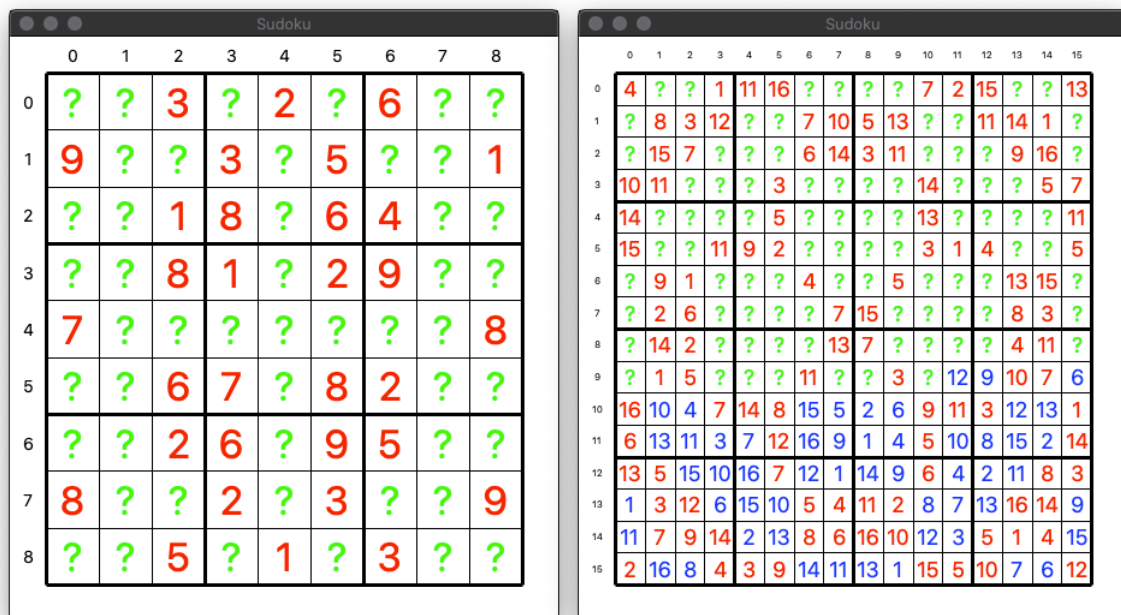 Sudoku
0 1 2 3 4 5 6 7 8
0 ? ? 3 ? 2 ? 6 ? ?
1 9 ? ? 3 ? 5 ? ? 1
2 ? ? 1 8 ? 6 4 ? ?
3 ? ? 8 1 ? 2 9 ? ?
4 7 ? ? ? ? ? ? ? 8
5 ? ? 6 7 ? 8 2 ? ?
6 ? ? 2 6 ? 9 5 ? ?
7 8 ? ? 2 ? 3 ? ? 9
8 ? ? 5 ? 1 ? 3 ? ?
Sudoku
0 1 2 3 4 5 6 7 8 9 10 11 12 13 14 15
0 4 ? ? 1 11 16 ? ? ? ? 7 2 15 ? ? 13
1 ? 8 3 12 ? ? 7 10 5 13 ? ? 11 14 1 ?
2 ? 15 7 ? ? ? 6 14 3 11 ? ? ? 9 16 ?
3 10 11 ? ? ? 3 ? ? ? ? 14 ? ? ? 5 7
4 14 ? ? ? ? 5 ? ? ? ? 13 ? ? ? ? 11
5 15 ? ? 11 9 2 ? ? ? ? 3 1 4 ? ? 5
6 ? 9 1 ? ? ? 4 ? ? 5 ? ? ? 13 15 ?
7 ? 2 6 ? ? ? ? 7 15 ? ? ? ? 8 3 ?
8 ? 14 2 ? ? ? ? 13 7 ? ? ? ? 4 11 ?
9 ? 1 5 ? ? ? 11 ? ? 3 ? 12 9 10 7 6
10 16 10 4 7 14 8 15 5 2 6 9 11 3 12 13 1
11 6 13 11 3 7 12 16 9 1 4 5 10 8 15 2 14
12 13 5 15 10 16 7 12 1 14 9 6 4 2 11 8 3
13 1 3 12 6 15 10 5 4 11 2 8 7 13 16 14 9
14 11 7 9 14 2 13 8 6 16 10 12 3 5 1 4 15
15 2 16 8 4 3 9 14 11 13 1 15 5 10 7 6 12